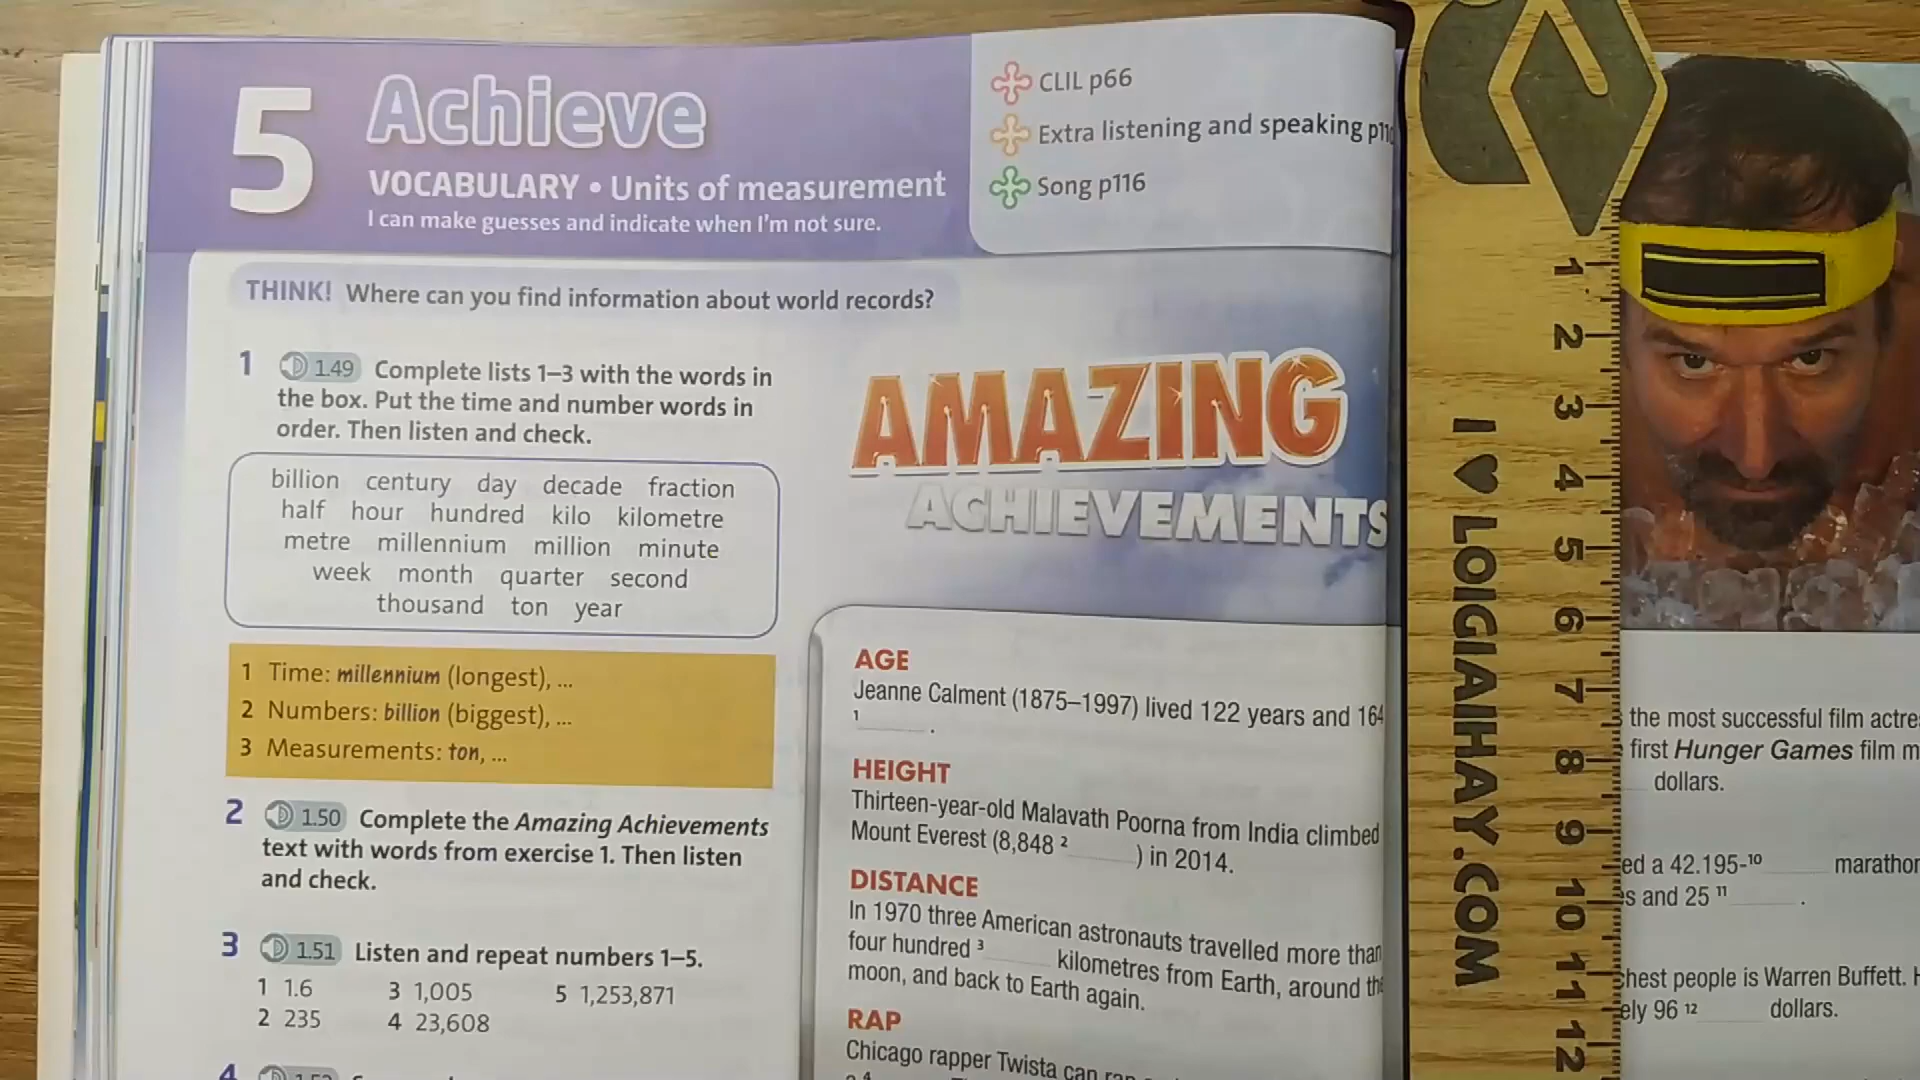 5 Achieve
VOCABULARY • Units of measurement
I can make guesses and indicate when I'm not sure.
CLIL p66
Extra listening and speaking
Song p116
THINK! Where can you find information about world records?
1 1.49 Complete lists 1–3 with the words in
the box. Put the time and number words in
order. Then listen and check.
billion century day decade fraction
half hour hundred kilo kilometre
metre millennium million minute
week month quarter second
thousand ton year
1 Time: millennium (longest), ...
2 Numbers: billion (biggest), ...
3 Measurements: ton, ...
2 1.50 Complete the Amazing Achievements
text with words from exercise 1. Then listen
and check.
3 1.51 Listen and repeat numbers 1–5.
1 1.6 3 1,005 5 1,253,871
2 235 4 23,608
4
AMAZING
ACHIEVEMENTS
AGE
Jeanne Calment (1875–1997) lived 122 years and 164
1 ______ .
HEIGHT
Thirteen-year-old Malavath Poorna from India climbed
Mount Everest (8,848 2 ______ ) in 2014.
DISTANCE
In 1970 three American astronauts travelled more than
four hundred 3 ______ kilometres from Earth, around the
moon, and back to Earth again.
RAP
Chicago rapper Twista can rap
I ♥ LOIGIAIHAY.COM
1 2 3 4 5 6 7 8 9 10 11 12
the most successful film
first Hunger Games film
dollars.
a 42.195-10 ______
and 25 11 ______ .
people is Warren Buffett.
96 12 ______ dollars.